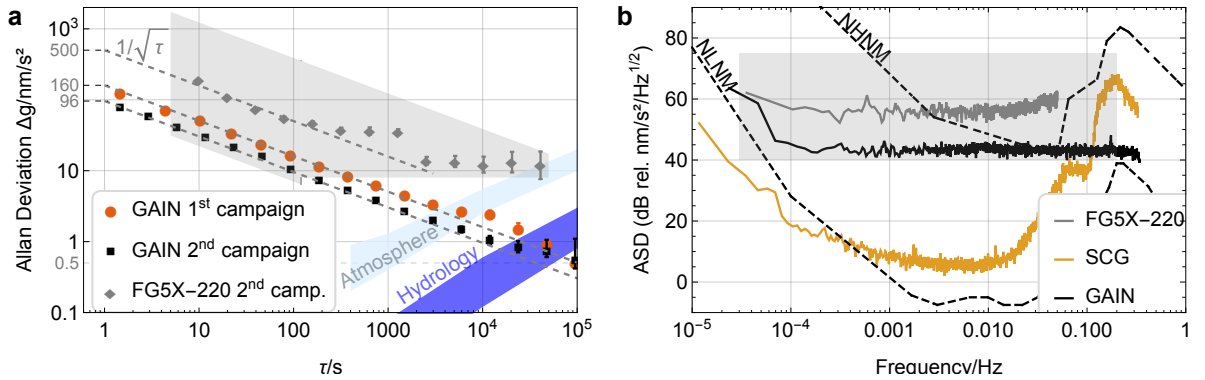 a
Allan Deviation Δg/nm/s²
10³
500
160
96
10
1
0.5
0.1
1/√τ
Atmosphere
Hydrology
GAIN 1ˢᵗ campaign
GAIN 2ⁿᵈ campaign
FG5X−220 2ⁿᵈ camp.
1 10 100 1000 10⁴ 10⁵
τ/s
b
ASD (dB rel. nm/s²/Hz¹ᐟ²)
80
60
40
20
0
NLNM
NHNM
FG5X−220
SCG
GAIN
10⁻⁵ 10⁻⁴ 0.001 0.010 0.100 1
Frequency/Hz